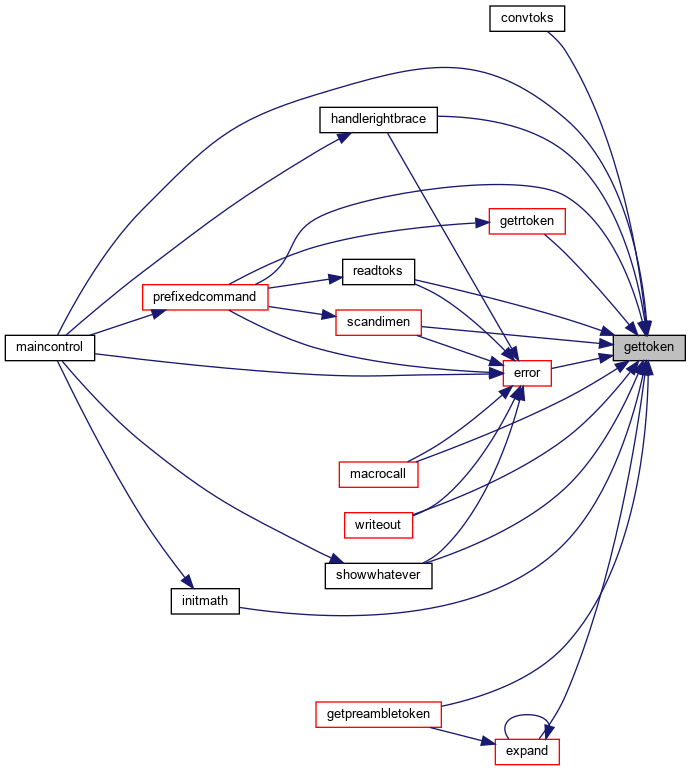 convtoks
handlerightbrace
getrtoken
readtoks
prefixedcommand
scandimen
maincontrol
gettoken
error
macrocall
writeout
showwhatever
initmath
getpreambletoken
expand